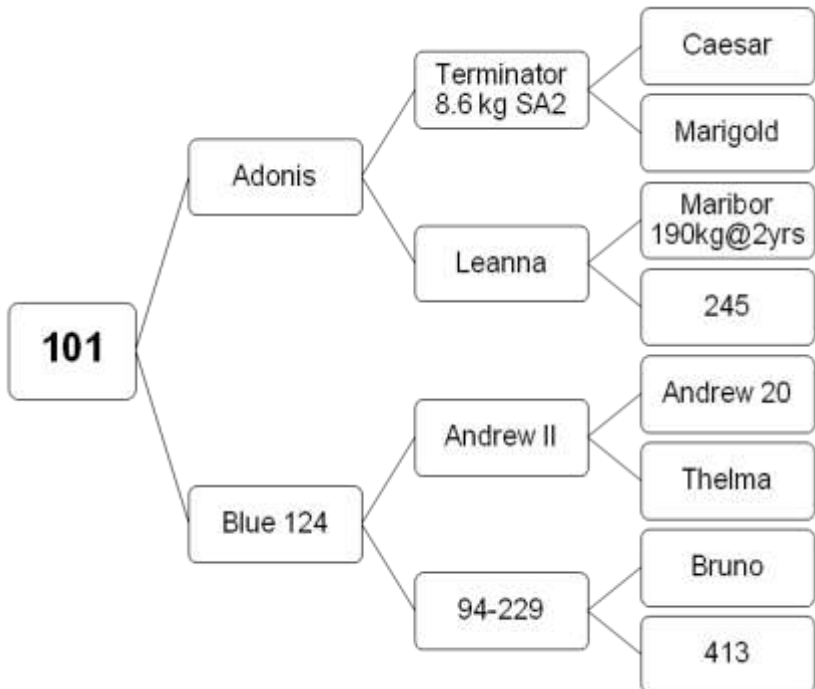 Caesar
Terminator
8.6 kg SA2
Marigold
Adonis
Maribor
190kg@2yrs
Leanna
245
101
Andrew 20
Andrew II
Thelma
Blue 124
Bruno
94-229
413